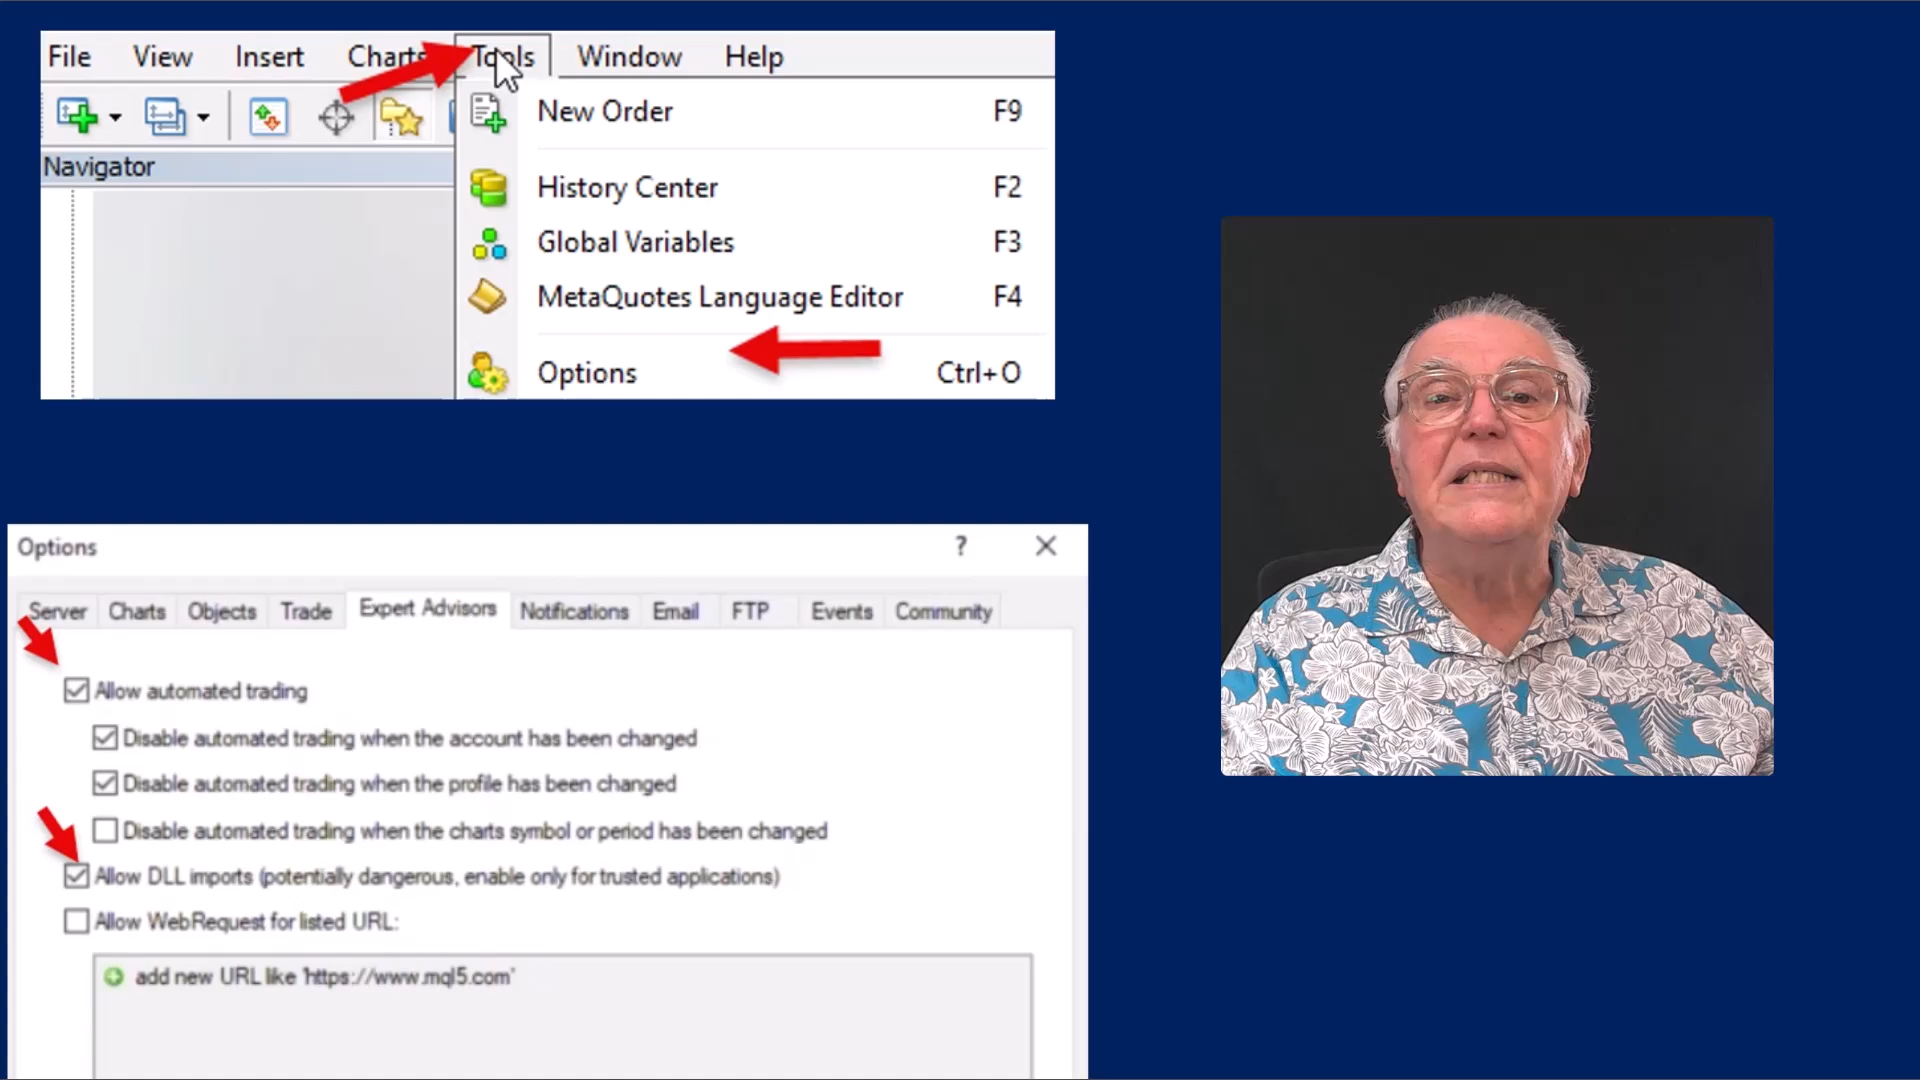 File View Insert Charts Tools Window Help
New Order F9
Navigator
History Center F2
Global Variables F3
MetaQuotes Language Editor F4
Options Ctrl+O
Options ?
Server Charts Objects Trade Expert Advisors Notifications Email FTP Events Community
Allow automated trading
Disable automated trading when the account has been changed
Disable automated trading when the profile has been changed
Disable automated trading when the charts symbol or period has been changed
Allow DLL imports (potentially dangerous, enable only for trusted applications)
Allow WebRequest for listed URL:
add new URL like 'https://www.mql5.com'